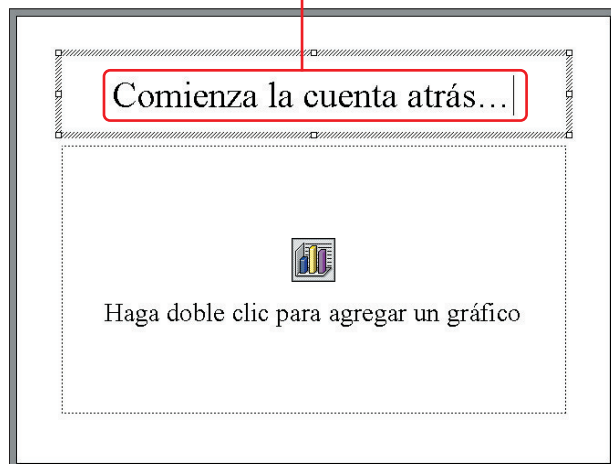 Comienza la cuenta atrás...
Haga doble clic para agregar un gráfico